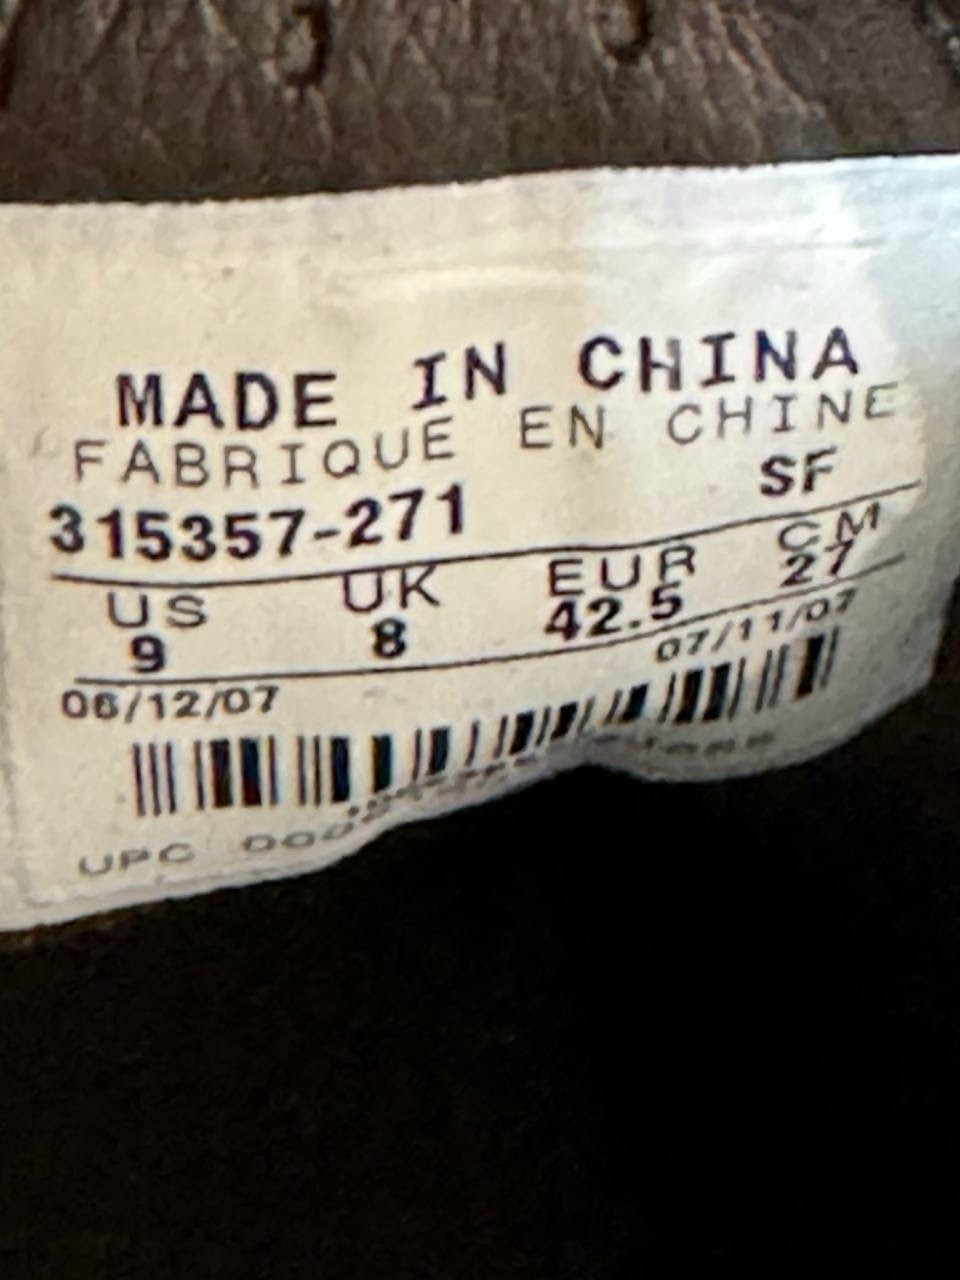 MADE IN CHINA
FABRIQUE EN CHINE
315357-271 SF
US UK EUR CM
9 8 42.5 27
06/12/07 07/11/07
UPC